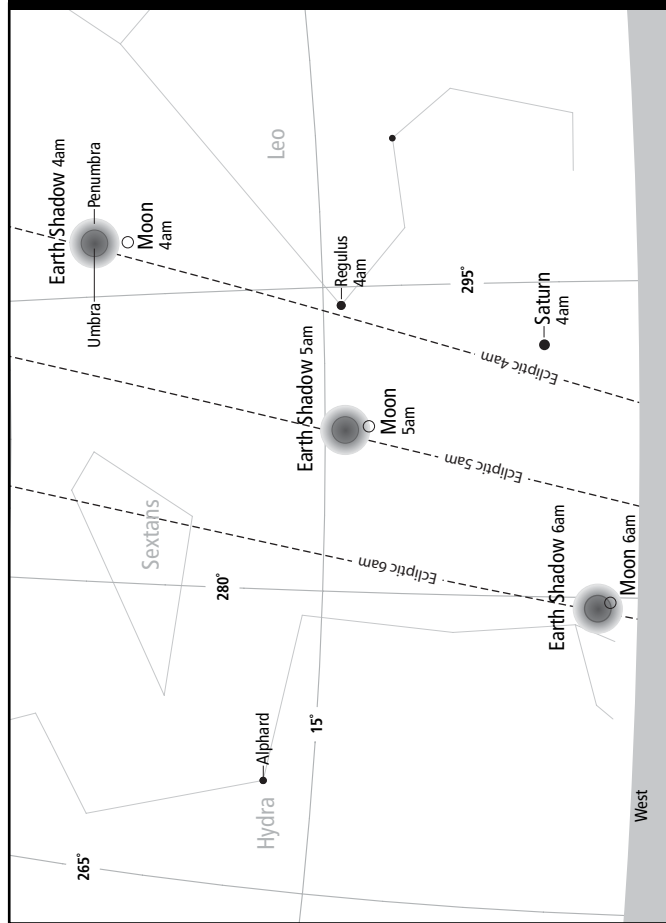 Earth Shadow 4am
Penumbra
Umbra
Moon
4am
Leo
Regulus
4am
295°
Saturn
4am
Ecliptic 4am
Earth Shadow 5am
Moon
5am
Ecliptic 5am
Sextans
280°
Ecliptic 6am
Earth Shadow 6am
Moon 6am
Alphard
Hydra
15°
265°
West